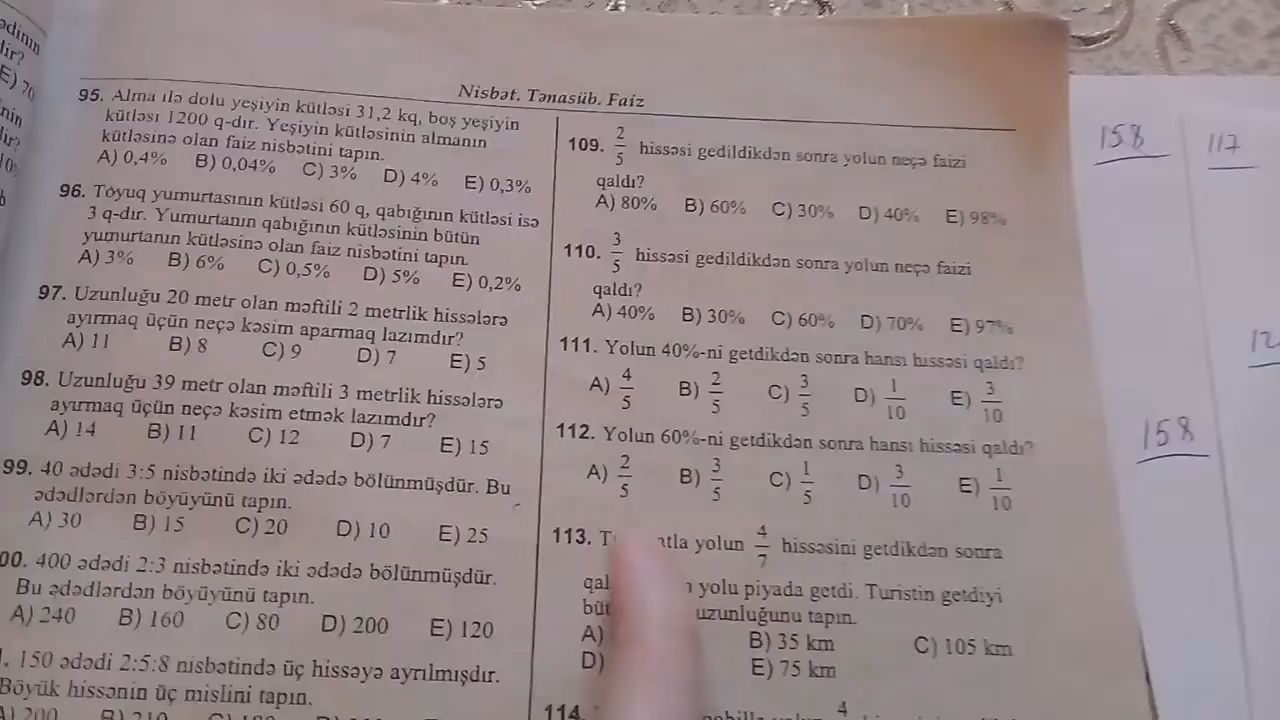 ədinin
lir?
E) 70
nin
lir?
Nisbət. Tənasüb. Faiz
95. Alma ilə dolu yeşiyin kütləsi 31,2 kq, boş yeşiyin
kütləsi 1200 q-dır. Yeşiyin kütləsinin almanın
kütləsinə olan faiz nisbətini tapın.
A) 0,4% B) 0,04% C) 3% D) 4% E) 0,3%
96. Toyuq yumurtasının kütləsi 60 q, qabığının kütləsi isə
3 q-dır. Yumurtanın qabığının kütləsinin bütün
yumurtanın kütləsinə olan faiz nisbətini tapın.
A) 3% B) 6% C) 0,5% D) 5% E) 0,2%
97. Uzunluğu 20 metr olan məftili 2 metrlik hissələrə
ayırmaq üçün neçə kəsim aparmaq lazımdır?
A) 11 B) 8 C) 9 D) 7 E) 5
98. Uzunluğu 39 metr olan məftili 3 metrlik hissələrə
ayırmaq üçün neçə kəsim etmək lazımdır?
A) 14 B) 11 C) 12 D) 7 E) 15
99. 40 ədədi 3:5 nisbətində iki ədədə bölünmüşdür. Bu
ədədlərdən böyüyünü tapın.
A) 30 B) 15 C) 20 D) 10 E) 25
00. 400 ədədi 2:3 nisbətində iki ədədə bölünmüşdür.
Bu ədədlərdən böyüyünü tapın.
A) 240 B) 160 C) 80 D) 200 E) 120
. 150 ədədi 2:5:8 nisbətində üç hissəyə ayrılmışdır.
Böyük hissənin üç mislini tapın.
A) 200 B) 210
109. 2/5 hissəsi gedildikdən sonra yolun neçə faizi
qaldı?
A) 80% B) 60% C) 30% D) 40% E) 98%
110. 3/5 hissəsi gedildikdən sonra yolun neçə faizi
qaldı?
A) 40% B) 30% C) 60% D) 70% E) 97%
111. Yolun 40%-ni getdikdən sonra hansı hissəsi qaldı?
A) 4/5 B) 2/5 C) 3/5 D) 1/10 E) 3/10
112. Yolun 60%-ni getdikdən sonra hansı hissəsi qaldı?
A) 2/5 B) 3/5 C) 1/5 D) 3/10 E) 1/10
113. T atla yolun 4/7 hissəsini getdikdən sonra
qal yolu piyada getdi. Turistin getdiyi
büt uzunluğunu tapın.
A) B) 35 km C) 105 km
D) E) 75 km
114. 4
158
117
12
158